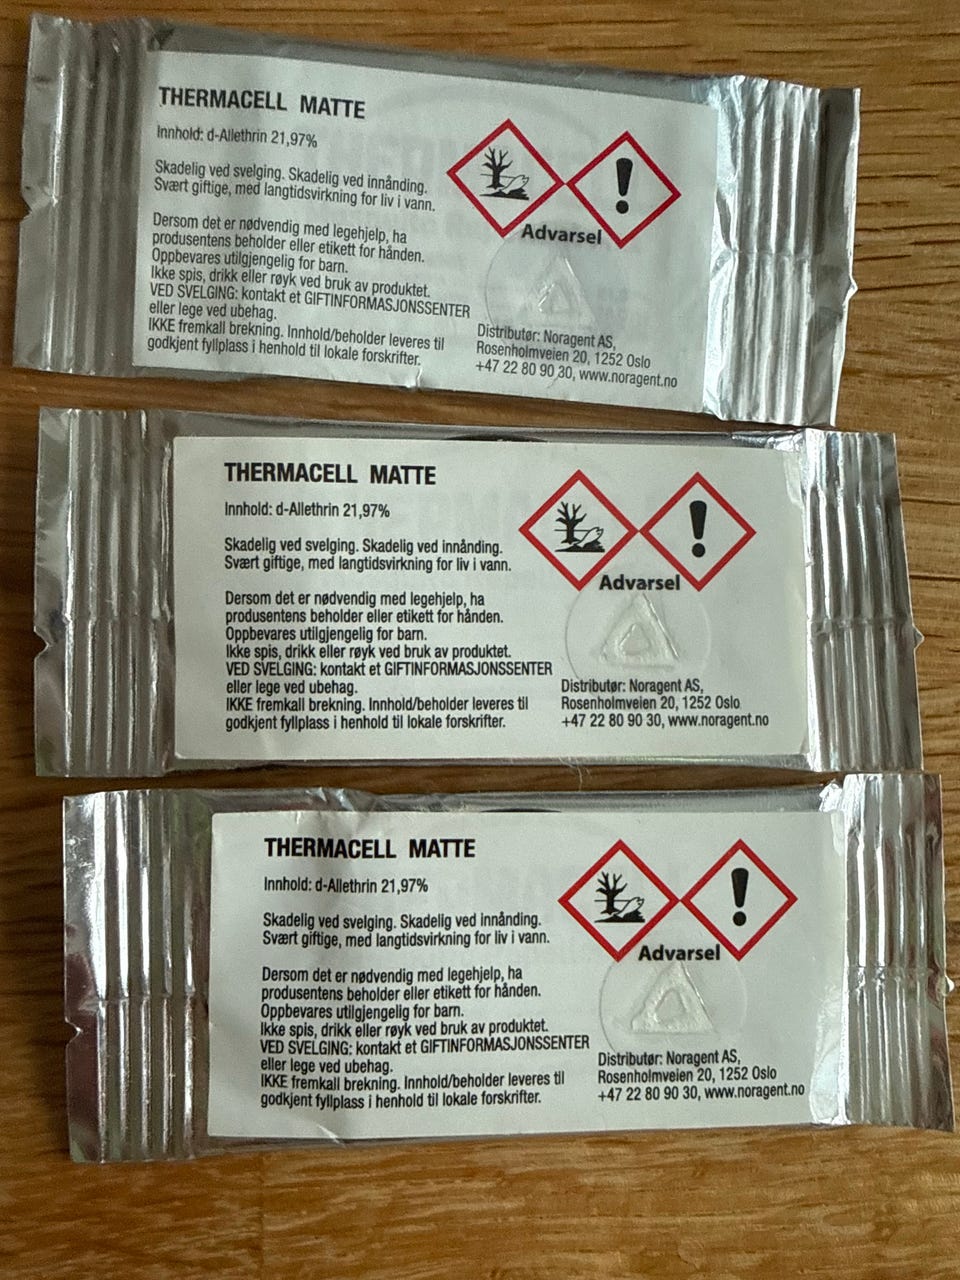 THERMACELL MATTE
Innhold: d-Allethrin 21,97%
Skadelig ved svelging. Skadelig ved innånding.
Svært giftige, med langtidsvirkning for liv i vann.
Dersom det er nødvendig med legehjelp, ha
produsentens beholder eller etikett for hånden.
Oppbevares utilgjengelig for barn.
Ikke spis, drikk eller røyk ved bruk av produktet.
VED SVELGING: kontakt et GIFTINFORMASJONSSENTER
eller lege ved ubehag.
IKKE fremkall brekning. Innhold/beholder leveres til
godkjent fyllplass i henhold til lokale forskrifter.
Advarsel
Distributør: Noragent AS,
Rosenholmveien 20, 1252 Oslo
+47 22 80 90 30, www.noragent.no
THERMACELL MATTE
Innhold: d-Allethrin 21,97%
Skadelig ved svelging. Skadelig ved innånding.
Svært giftige, med langtidsvirkning for liv i vann.
Dersom det er nødvendig med legehjelp, ha
produsentens beholder eller etikett for hånden.
Oppbevares utilgjengelig for barn.
Ikke spis, drikk eller røyk ved bruk av produktet.
VED SVELGING: kontakt et GIFTINFORMASJONSSENTER
eller lege ved ubehag.
IKKE fremkall brekning. Innhold/beholder leveres til
godkjent fyllplass i henhold til lokale forskrifter.
Advarsel
Distributør: Noragent AS,
Rosenholmveien 20, 1252 Oslo
+47 22 80 90 30, www.noragent.no
THERMACELL MATTE
Innhold: d-Allethrin 21,97%
Skadelig ved svelging. Skadelig ved innånding.
Svært giftige, med langtidsvirkning for liv i vann.
Dersom det er nødvendig med legehjelp, ha
produsentens beholder eller etikett for hånden.
Oppbevares utilgjengelig for barn.
Ikke spis, drikk eller røyk ved bruk av produktet.
VED SVELGING: kontakt et GIFTINFORMASJONSSENTER
eller lege ved ubehag.
IKKE fremkall brekning. Innhold/beholder leveres til
godkjent fyllplass i henhold til lokale forskrifter.
Advarsel
Distributør: Noragent AS,
Rosenholmveien 20, 1252 Oslo
+47 22 80 90 30, www.noragent.no